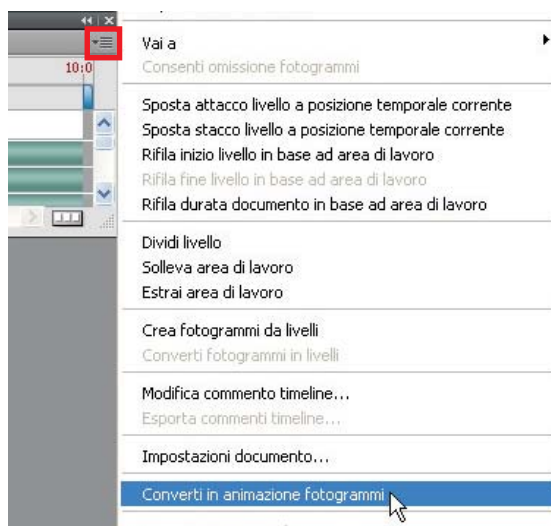 10:0
Vai a
Consenti omissione fotogrammi
Sposta attacco livello a posizione temporale corrente
Sposta stacco livello a posizione temporale corrente
Rifila inizio livello in base ad area di lavoro
Rifila fine livello in base ad area di lavoro
Rifila durata documento in base ad area di lavoro
Dividi livello
Solleva area di lavoro
Estrai area di lavoro
Crea fotogrammi da livelli
Converti fotogrammi in livelli
Modifica commento timeline...
Esporta commenti timeline...
Impostazioni documento...
Converti in animazione fotogrammi